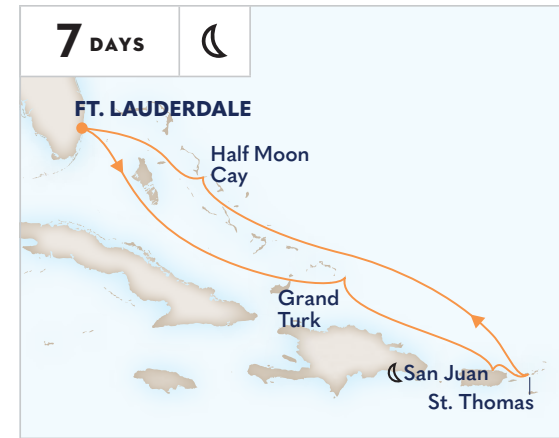 7 DAYS
FT. LAUDERDALE
Half Moon
Cay
Grand
Turk
San Juan
St. Thomas